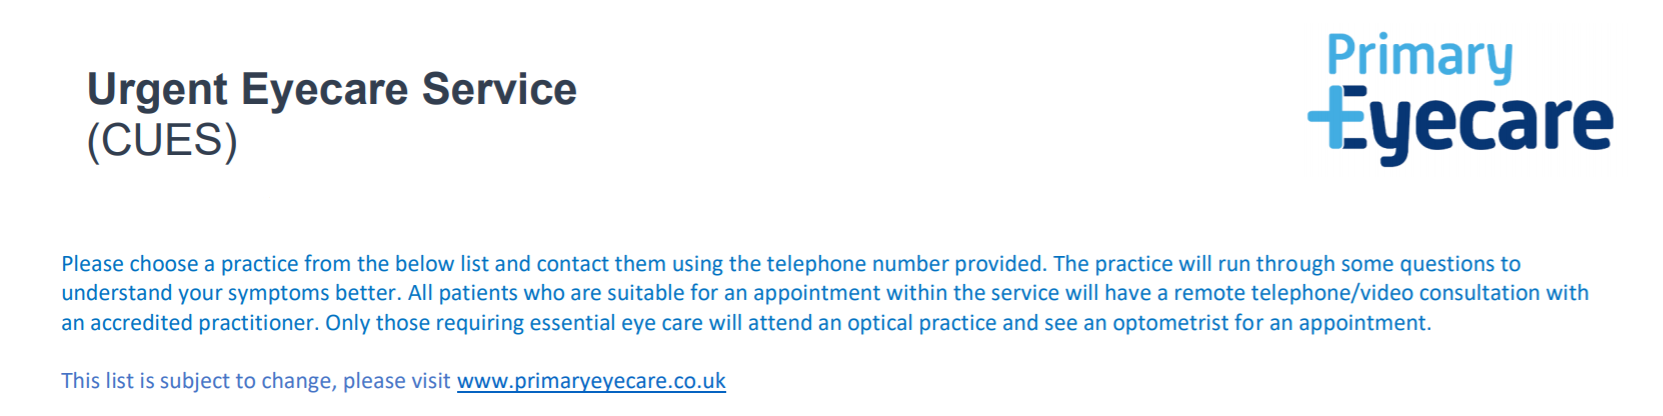 Urgent Eyecare Service
(CUES)
Primary
Eyecare
Please choose a practice from the below list and contact them using the telephone number provided. The practice will run through some questions to
understand your symptoms better. All patients who are suitable for an appointment within the service will have a remote telephone/video consultation with
an accredited practitioner. Only those requiring essential eye care will attend an optical practice and see an optometrist for an appointment.
This list is subject to change, please visit www.primaryeyecare.co.uk